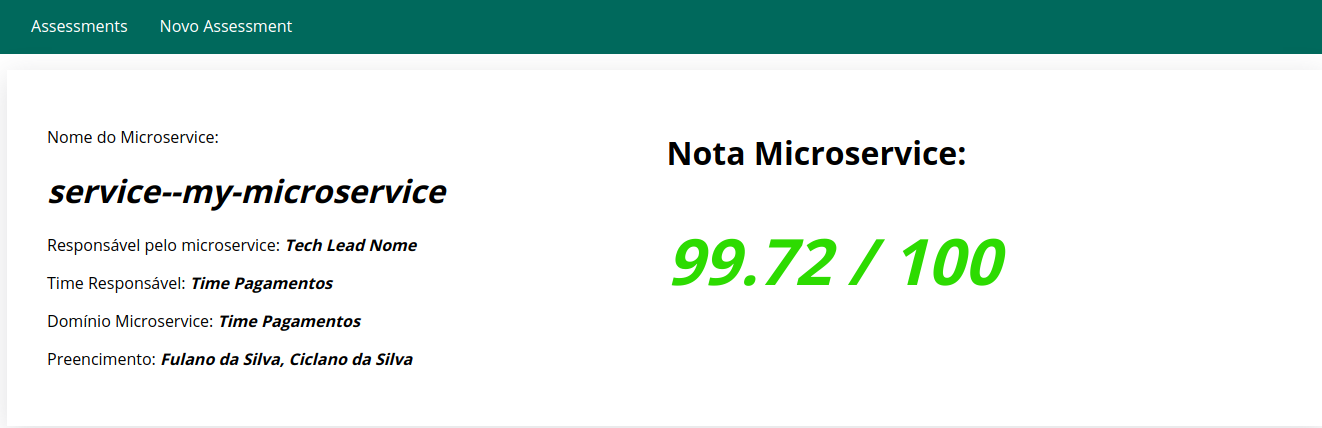 Assessments Novo Assessment
Nome do Microservice:
service--my-microservice
Responsável pelo microservice: Tech Lead Nome
Time Responsável: Time Pagamentos
Domínio Microservice: Time Pagamentos
Preencimento: Fulano da Silva, Ciclano da Silva
Nota Microservice:
99.72 / 100